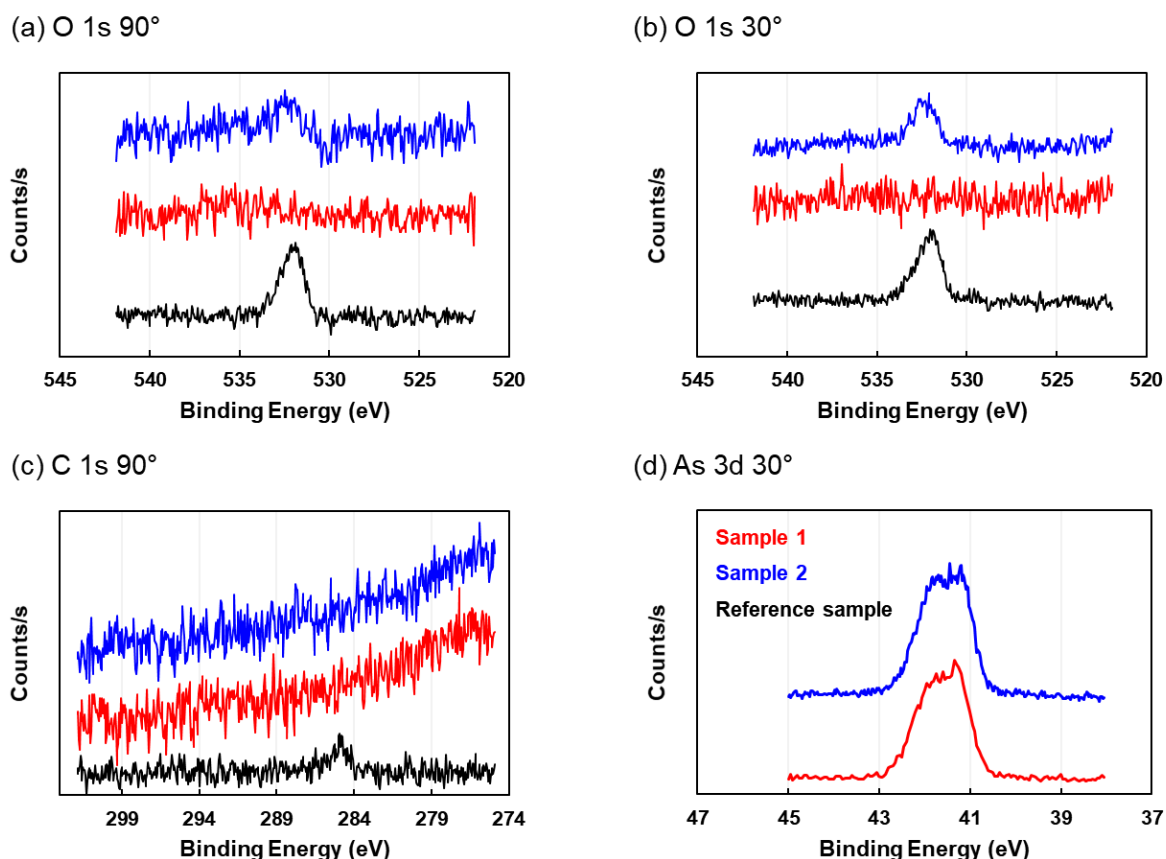 (a) O 1s 90°
(b) O 1s 30°
Counts/s
545 540 535 530 525 520
Binding Energy (eV)
Counts/s
545 540 535 530 525 520
Binding Energy (eV)
(c) C 1s 90°
(d) As 3d 30°
Counts/s
299 294 289 284 279 274
Binding Energy (eV)
Sample 1
Sample 2
Reference sample
Counts/s
47 45 43 41 39 37
Binding Energy (eV)